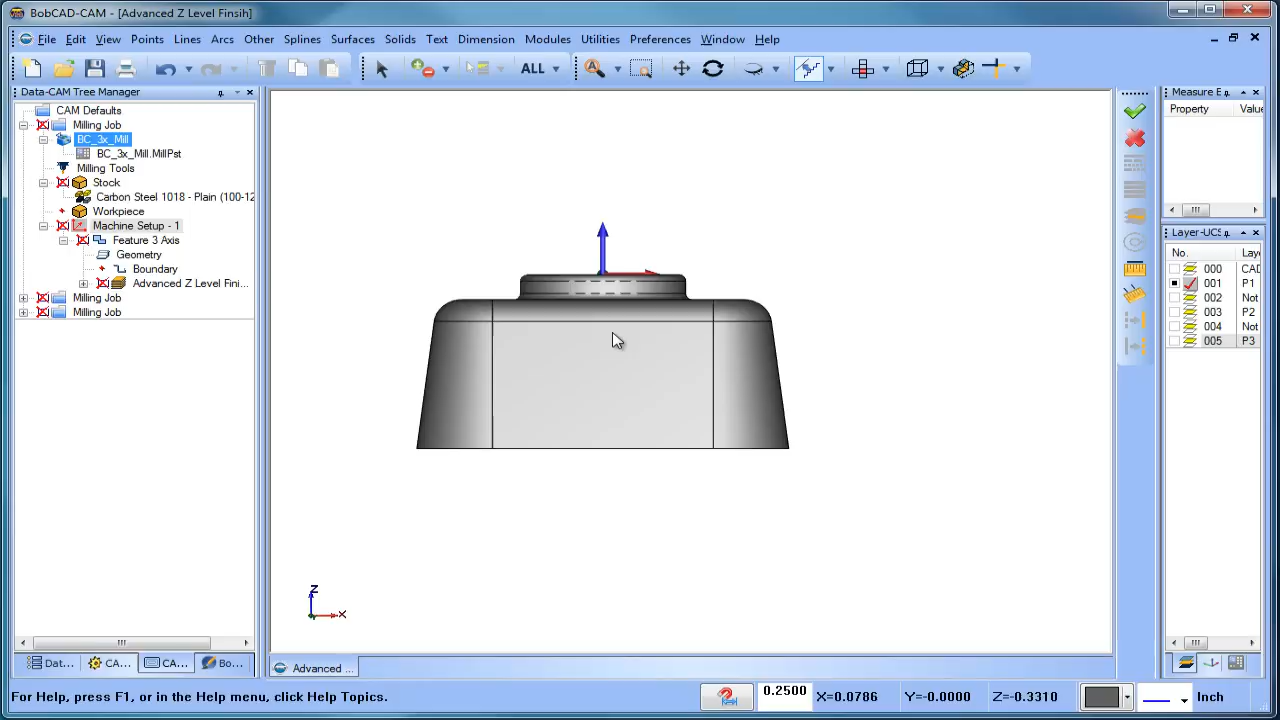 BobCAD-CAM - [Advanced Z Level Finsih]
File Edit View Points Lines Arcs Other Splines Surfaces Solids Text Dimension Modules Utilities Preferences Window Help
ALL
Data-CAM Tree Manager
CAM Defaults
Milling Job
BC_3x_Mill
BC_3x_Mill.MillPst
Milling Tools
Stock
Carbon Steel 1018 - Plain (100-12
Workpiece
Machine Setup - 1
Feature 3 Axis
Geometry
Boundary
Advanced Z Level Fini...
Milling Job
Milling Job
Dat... CA... CA... Bo...
Z
X
Advanced ...
Measure E
Property Value
Layer-UCS
No. Laye
000 CAD
001 P1
002 Not
003 P2
004 Not
005 P3
For Help, press F1, or in the Help menu, click Help Topics.
0.2500 X=0.0786 Y=-0.0000 Z=-0.3310 Inch